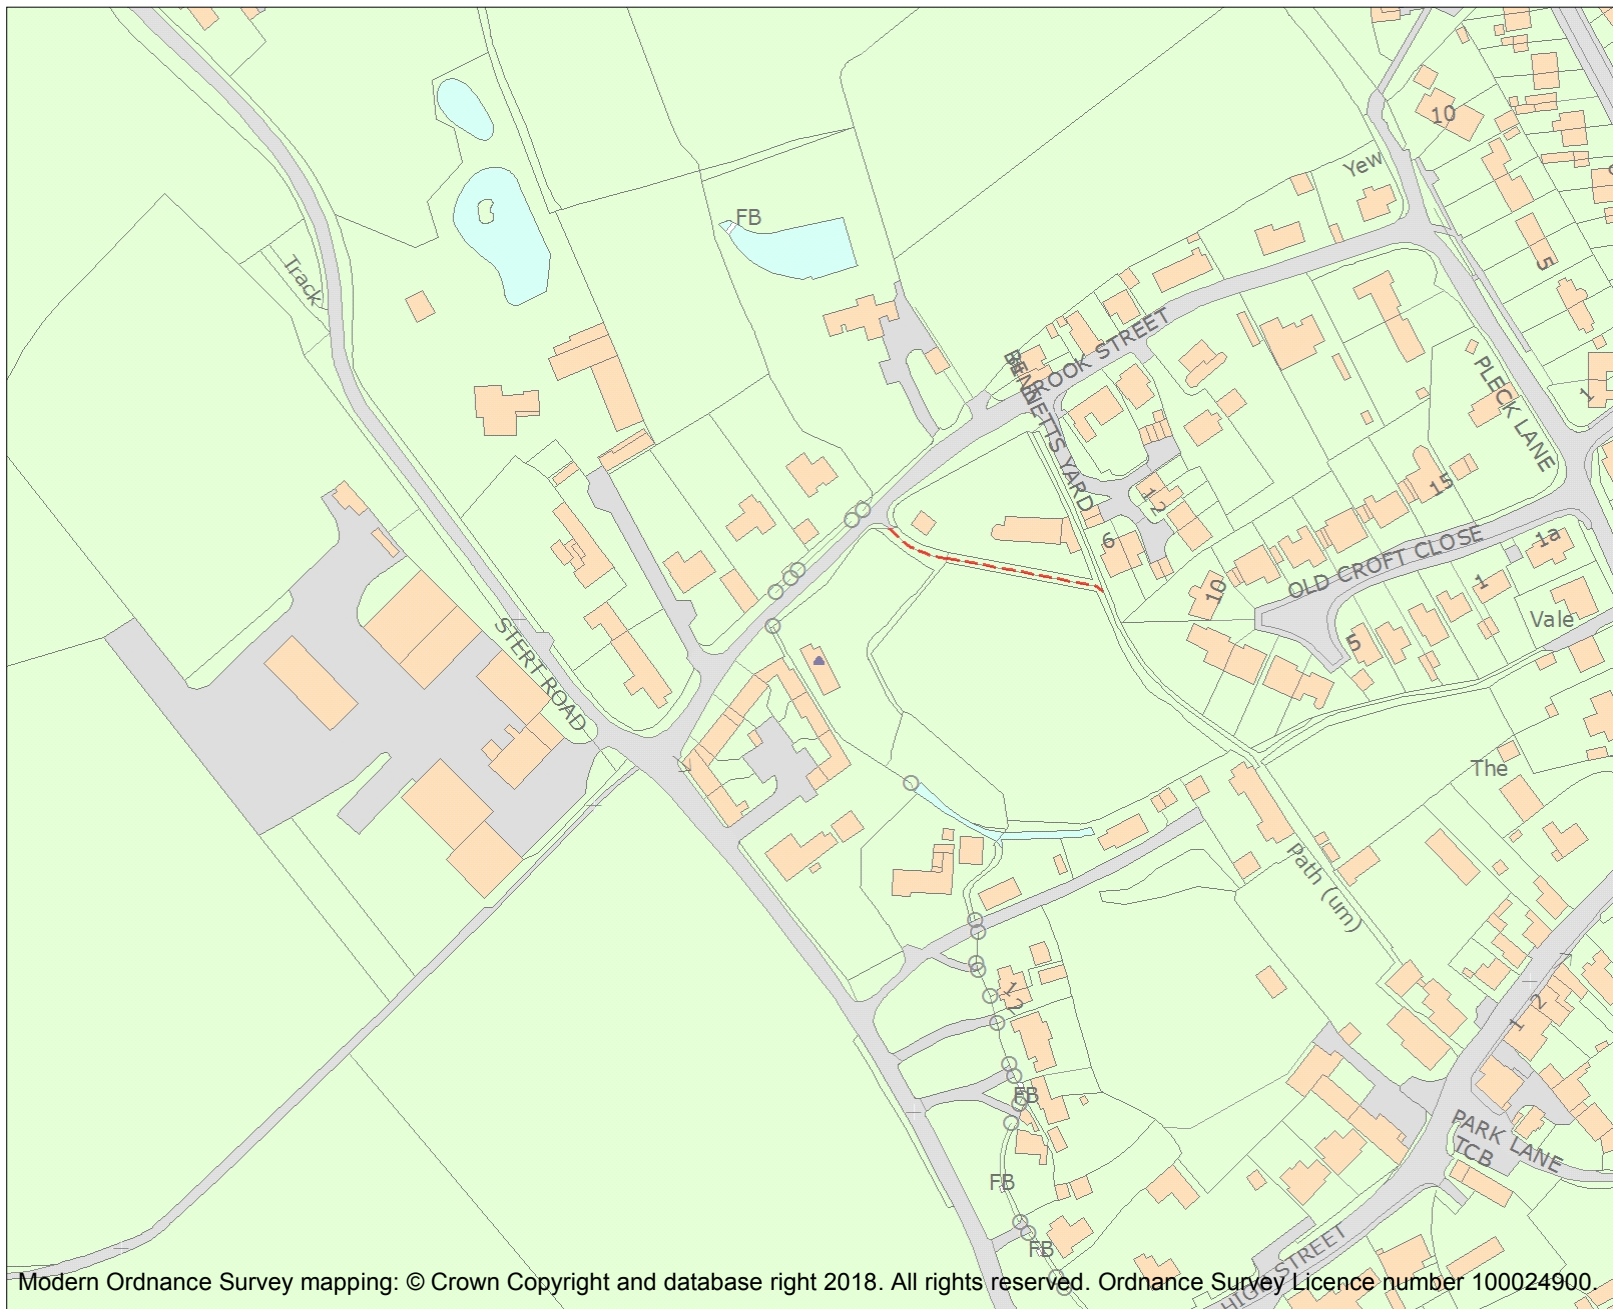 10
Yew
FB
5
Track
BROOK STREET
BENNETTS YARD
PLECK LANE
1
15
12
6
1a
OLD CROFT CLOSE
10
1
Vale
5
STERT ROAD
The
Path (um)
12
2
1
FB
PARK LANE
TCB
FB
FB
HIGH STREET
Modern Ordnance Survey mapping: © Crown Copyright and database right 2018. All rights reserved. Ordnance Survey Licence number 100024900.